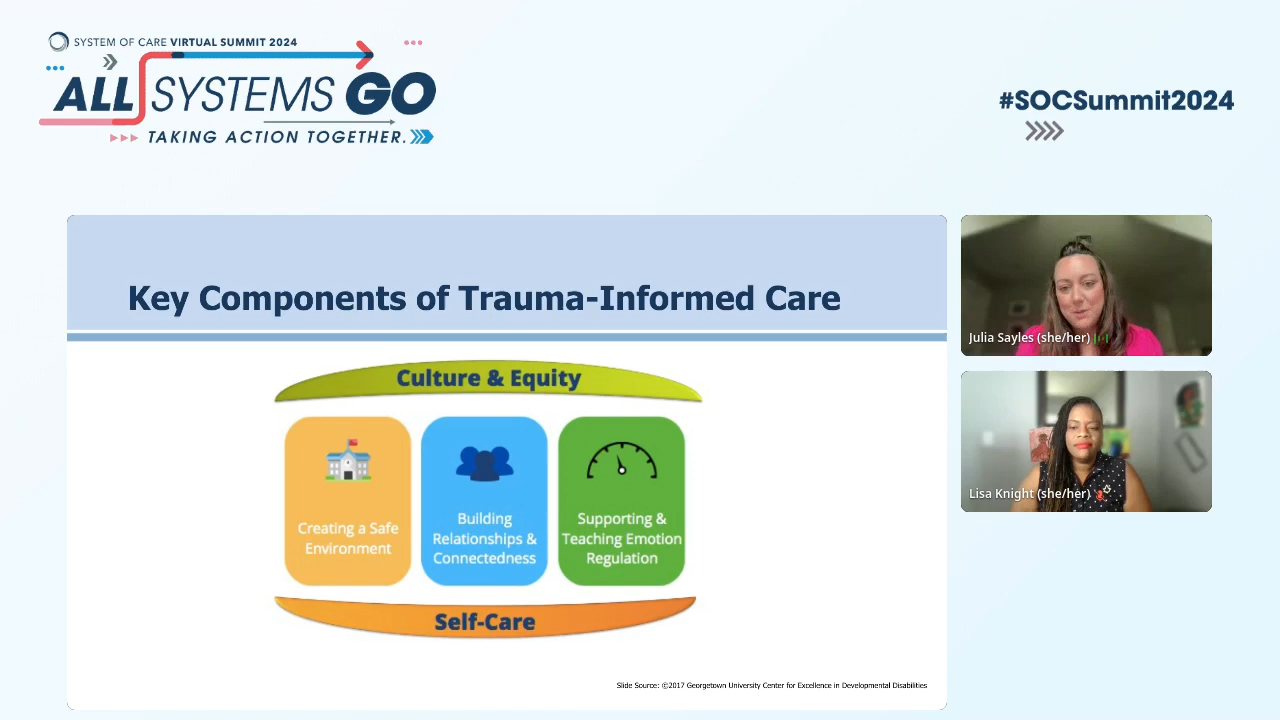 SYSTEM OF CARE VIRTUAL SUMMIT 2024
ALL SYSTEMS GO
TAKING ACTION TOGETHER.
#SOCSummit2024
Key Components of Trauma-Informed Care
Culture & Equity
Creating a Safe
Environment
Building
Relationships &
Connectedness
Supporting &
Teaching Emotion
Regulation
Self-Care
Slide Source: ©2017 Georgetown University Center for Excellence in Developmental Disabilities
Julia Sayles (she/her)
Lisa Knight (she/her)